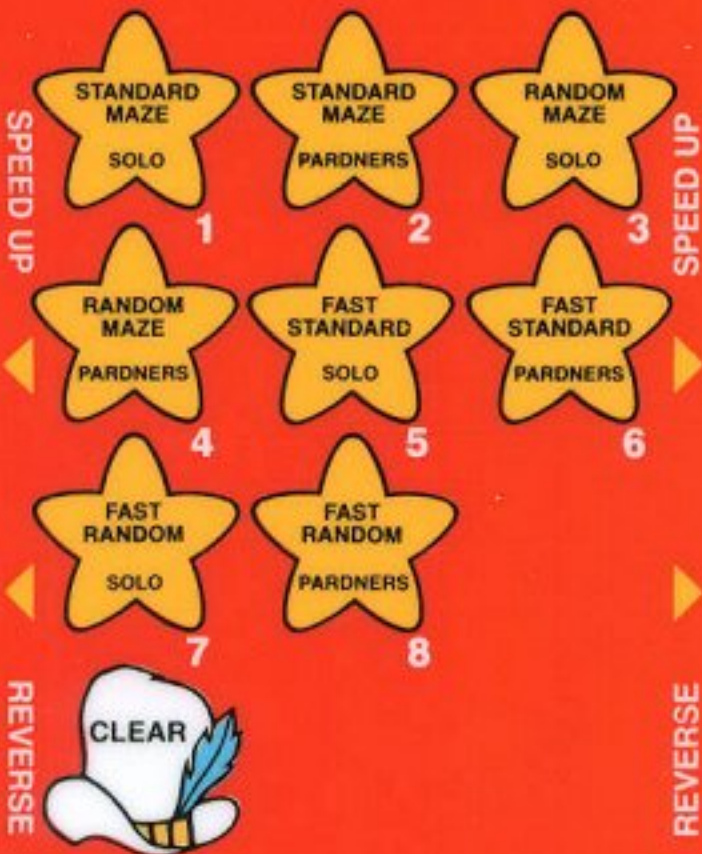 STANDARD
MAZE
SOLO
1
STANDARD
MAZE
PARDNERS
2
RANDOM
MAZE
SOLO
3
SPEED UP
SPEED UP
RANDOM
MAZE
PARDNERS
4
FAST
STANDARD
SOLO
5
FAST
STANDARD
PARDNERS
6
FAST
RANDOM
SOLO
7
FAST
RANDOM
PARDNERS
8
REVERSE
CLEAR
REVERSE